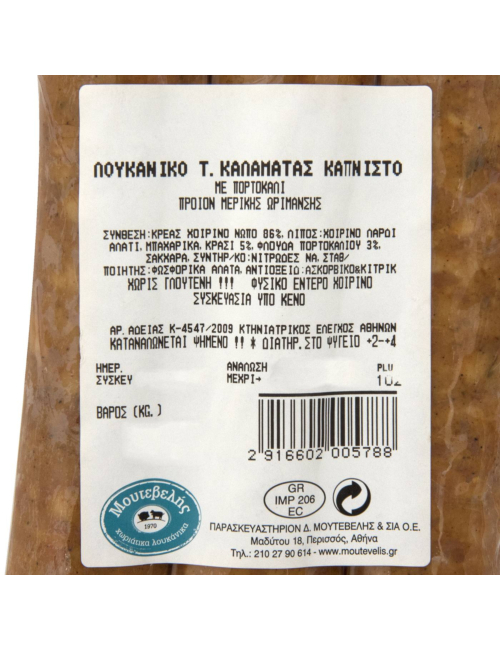 ΛΟΥΚΑΝΙΚΟ Τ. ΚΑΛΑΜΑΤΑΣ ΚΑΠΝΙΣΤΟ
ΜΕ ΠΟΡΤΟΚΑΛΙ
ΠΡΟΙΟΝ ΜΕΡΙΚΗΣ ΩΡΙΜΑΝΣΗΣ
ΣΥΝΘΕΣΗ:ΚΡΕΑΣ ΧΟΙΡΙΝΟ ΝΩΠΟ 86%, ΛΙΠΟΣ:ΧΟΙΡΙΝΟ ΛΑΡΔΙ
ΑΛΑΤΙ, ΜΠΑΧΑΡΙΚΑ, ΚΡΑΣΙ 5%, ΦΛΟΥΔΑ ΠΟΡΤΟΚΑΛΙΟΥ 3%,
ΣΑΚΧΑΡΑ, ΣΥΝΤΗΡ/ΚΟ:ΝΙΤΡΩΔΕΣ ΝΑ, ΣΤΑΘ/
ΠΟΙΗΤΗΣ:ΦΩΣΦΟΡΙΚΑ ΑΛΑΤΑ, ΑΝΤΙΟΞΕΙΔ:ΑΣΚΟΡΒΙΚΟ&ΚΙΤΡΙΚ
ΧΩΡΙΣ ΓΛΟΥΤΕΝΗ !!! ΦΥΣΙΚΟ ΕΝΤΕΡΟ ΧΟΙΡΙΝΟ
ΣΥΣΚΕΥΑΣΙΑ ΥΠΟ ΚΕΝΟ
ΑΡ. ΑΔΕΙΑΣ Κ-4547/2009 ΚΤΗΝΙΑΤΡΙΚΟΣ ΕΛΕΓΧΟΣ ΑΘΗΝΩΝ
ΚΑΤΑΝΑΛΩΝΕΤΑΙ ΨΗΜΕΝΟ !! * ΔΙΑΤΗΡ.ΣΤΟ ΨΥΓΕΙΟ +2-+4
ΗΜΕΡ. ΑΝΑΛΩΣΗ PLU
ΣΥΣΚΕΥ ΜΕΧΡΙ→ 102
ΒΑΡΟΣ (KG.)
2 916602 005788
Μουτεβελής
1970
χωριάτικα λουκάνικα
GR
IMP 206
EC
ΠΑΡΑΣΚΕΥΑΣΤΗΡΙΟΝ Δ. ΜΟΥΤΕΒΕΛΗΣ & ΣΙΑ Ο.Ε.
Μαδύτου 18, Περισσός, Αθήνα
Τηλ.: 210 27 90 614 - www.moutevelis.gr